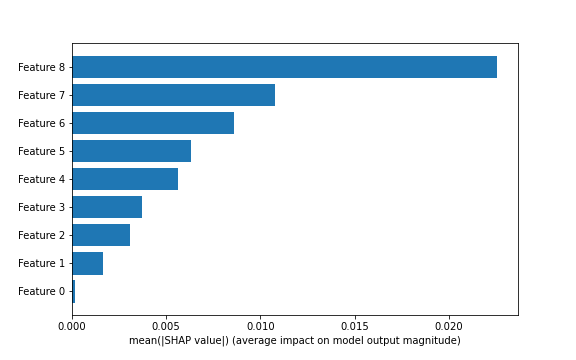 Feature 8
Feature 7
Feature 6
Feature 5
Feature 4
Feature 3
Feature 2
Feature 1
Feature 0
0.000 0.005 0.010 0.015 0.020
mean(|SHAP value|) (average impact on model output magnitude)